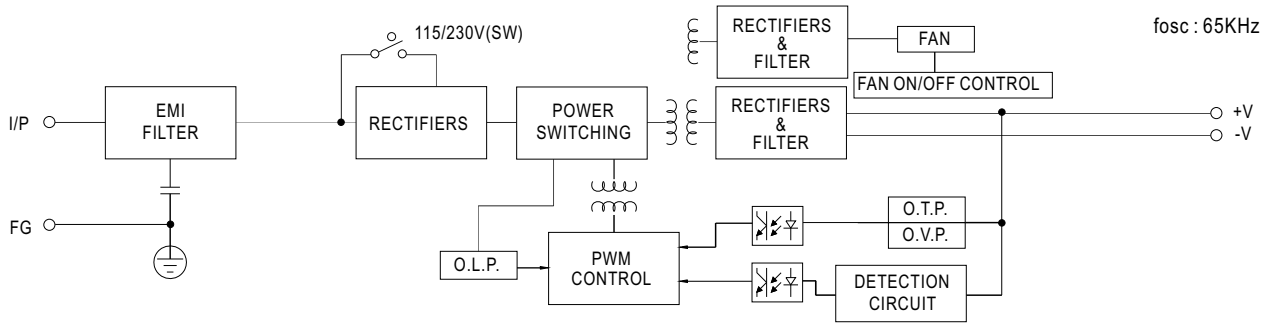 115/230V(SW)
RECTIFIERS
&
FILTER
FAN
FAN ON/OFF CONTROL
fosc : 65KHz
I/P
EMI
FILTER
RECTIFIERS
POWER
SWITCHING
RECTIFIERS
&
FILTER
+V
-V
FG
O.L.P.
PWM
CONTROL
O.T.P.
O.V.P.
DETECTION
CIRCUIT